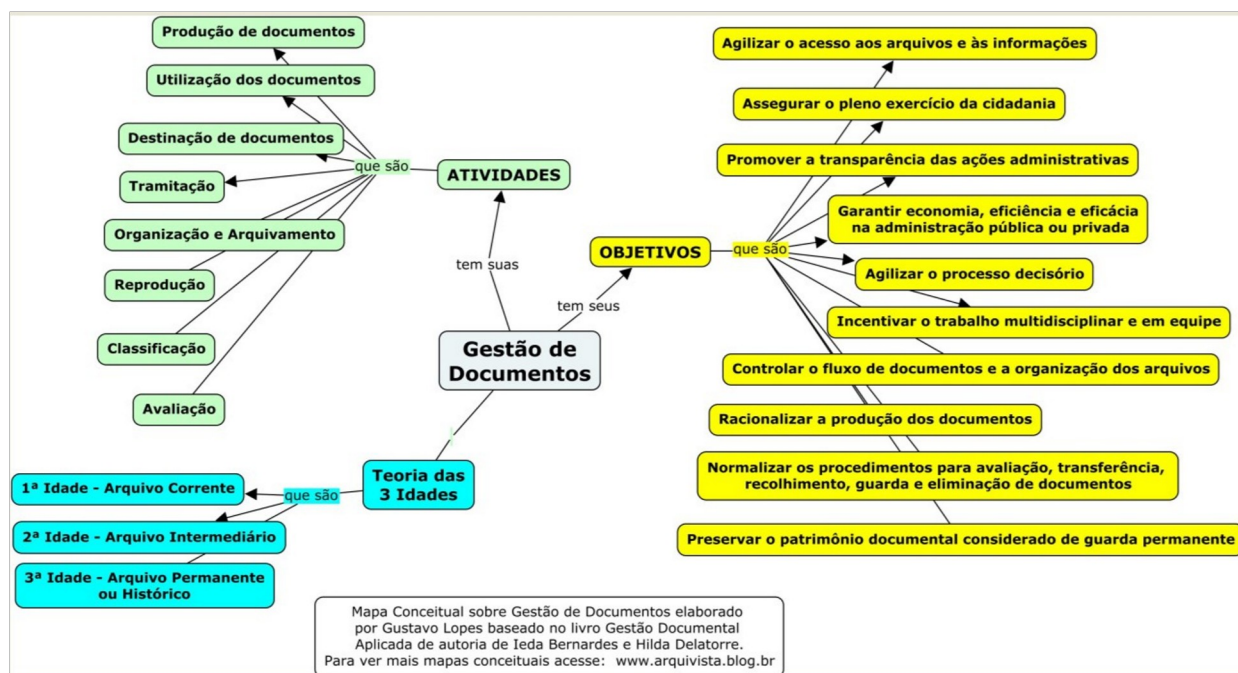 Produção de documentos
Utilização dos documentos
Destinação de documentos
Tramitação
Organização e Arquivamento
Reprodução
Classificação
Avaliação
que são
ATIVIDADES
tem suas
Gestão de
Documentos
tem seus
OBJETIVOS
que são
Agilizar o acesso aos arquivos e às informações
Assegurar o pleno exercício da cidadania
Promover a transparência das ações administrativas
Garantir economia, eficiência e eficácia
na administração pública ou privada
Agilizar o processo decisório
Incentivar o trabalho multidisciplinar e em equipe
Controlar o fluxo de documentos e a organização dos arquivos
Racionalizar a produção dos documentos
Normalizar os procedimentos para avaliação, transferência,
recolhimento, guarda e eliminação de documentos
Preservar o patrimônio documental considerado de guarda permanente
Teoria das
3 Idades
que são
1ª Idade - Arquivo Corrente
2ª Idade - Arquivo Intermediário
3ª Idade - Arquivo Permanente
ou Histórico
Mapa Conceitual sobre Gestão de Documentos elaborado
por Gustavo Lopes baseado no livro Gestão Documental
Aplicada de autoria de Ieda Bernardes e Hilda Delatorre.
Para ver mais mapas conceituais acesse: www.arquivista.blog.br